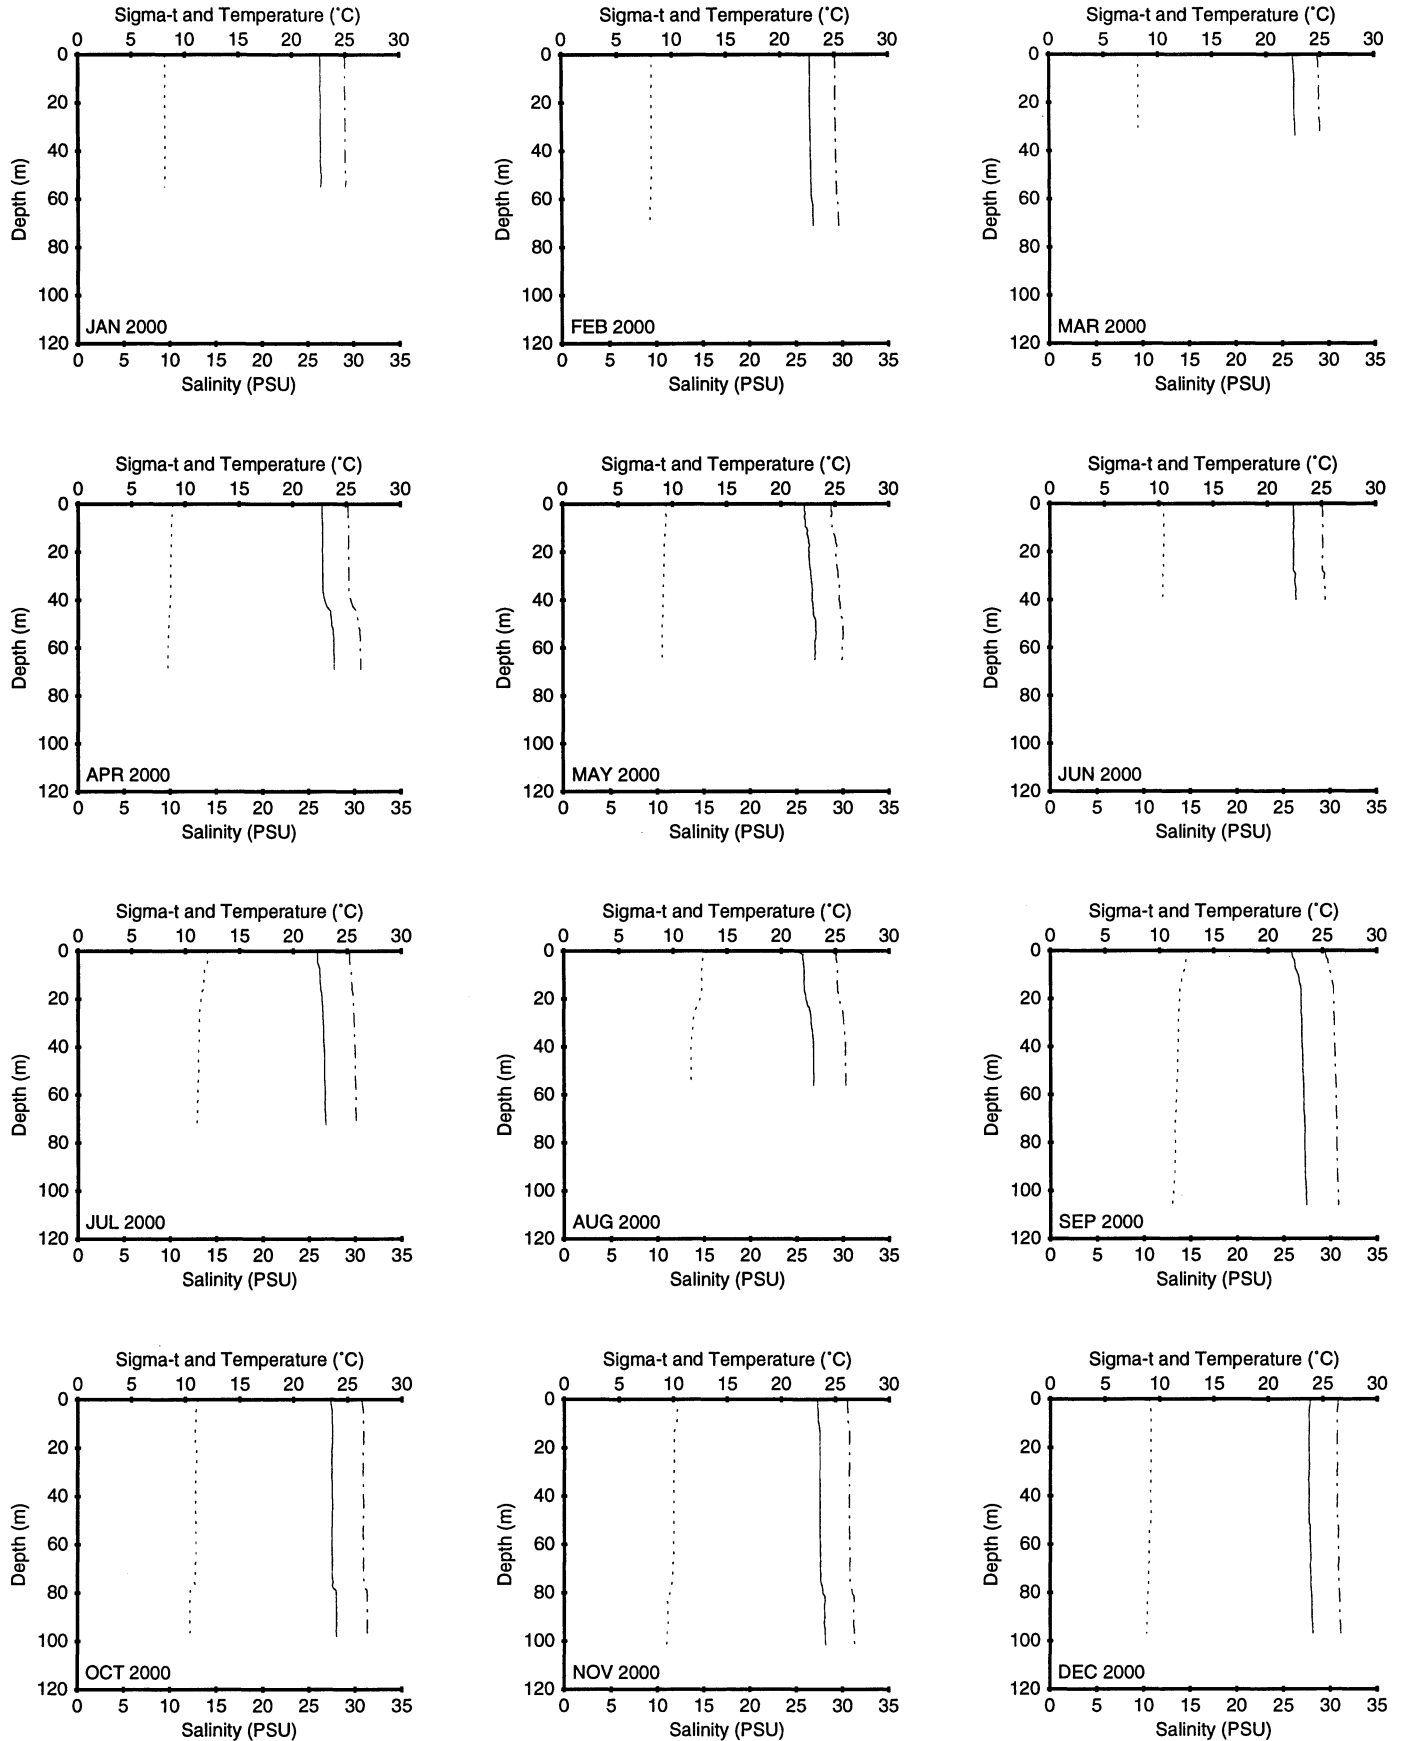 Sigma-t and Temperature (˚C)
0 5 10 15 20 25 30
0
20
40
60
80
100
120
Depth (m)
JAN 2000
0 5 10 15 20 25 30 35
Salinity (PSU)
Sigma-t and Temperature (˚C)
0 5 10 15 20 25 30
0
20
40
60
80
100
120
Depth (m)
FEB 2000
0 5 10 15 20 25 30 35
Salinity (PSU)
Sigma-t and Temperature (˚C)
0 5 10 15 20 25 30
0
20
40
60
80
100
120
Depth (m)
MAR 2000
0 5 10 15 20 25 30 35
Salinity (PSU)
Sigma-t and Temperature (˚C)
0 5 10 15 20 25 30
0
20
40
60
80
100
120
Depth (m)
APR 2000
0 5 10 15 20 25 30 35
Salinity (PSU)
Sigma-t and Temperature (˚C)
0 5 10 15 20 25 30
0
20
40
60
80
100
120
Depth (m)
MAY 2000
0 5 10 15 20 25 30 35
Salinity (PSU)
Sigma-t and Temperature (˚C)
0 5 10 15 20 25 30
0
20
40
60
80
100
120
Depth (m)
JUN 2000
0 5 10 15 20 25 30 35
Salinity (PSU)
Sigma-t and Temperature (˚C)
0 5 10 15 20 25 30
0
20
40
60
80
100
120
Depth (m)
JUL 2000
0 5 10 15 20 25 30 35
Salinity (PSU)
Sigma-t and Temperature (˚C)
0 5 10 15 20 25 30
0
20
40
60
80
100
120
Depth (m)
AUG 2000
0 5 10 15 20 25 30 35
Salinity (PSU)
Sigma-t and Temperature (˚C)
0 5 10 15 20 25 30
0
20
40
60
80
100
120
Depth (m)
SEP 2000
0 5 10 15 20 25 30 35
Salinity (PSU)
Sigma-t and Temperature (˚C)
0 5 10 15 20 25 30
0
20
40
60
80
100
120
Depth (m)
OCT 2000
0 5 10 15 20 25 30 35
Salinity (PSU)
Sigma-t and Temperature (˚C)
0 5 10 15 20 25 30
0
20
40
60
80
100
120
Depth (m)
NOV 2000
0 5 10 15 20 25 30 35
Salinity (PSU)
Sigma-t and Temperature (˚C)
0 5 10 15 20 25 30
0
20
40
60
80
100
120
Depth (m)
DEC 2000
0 5 10 15 20 25 30 35
Salinity (PSU)